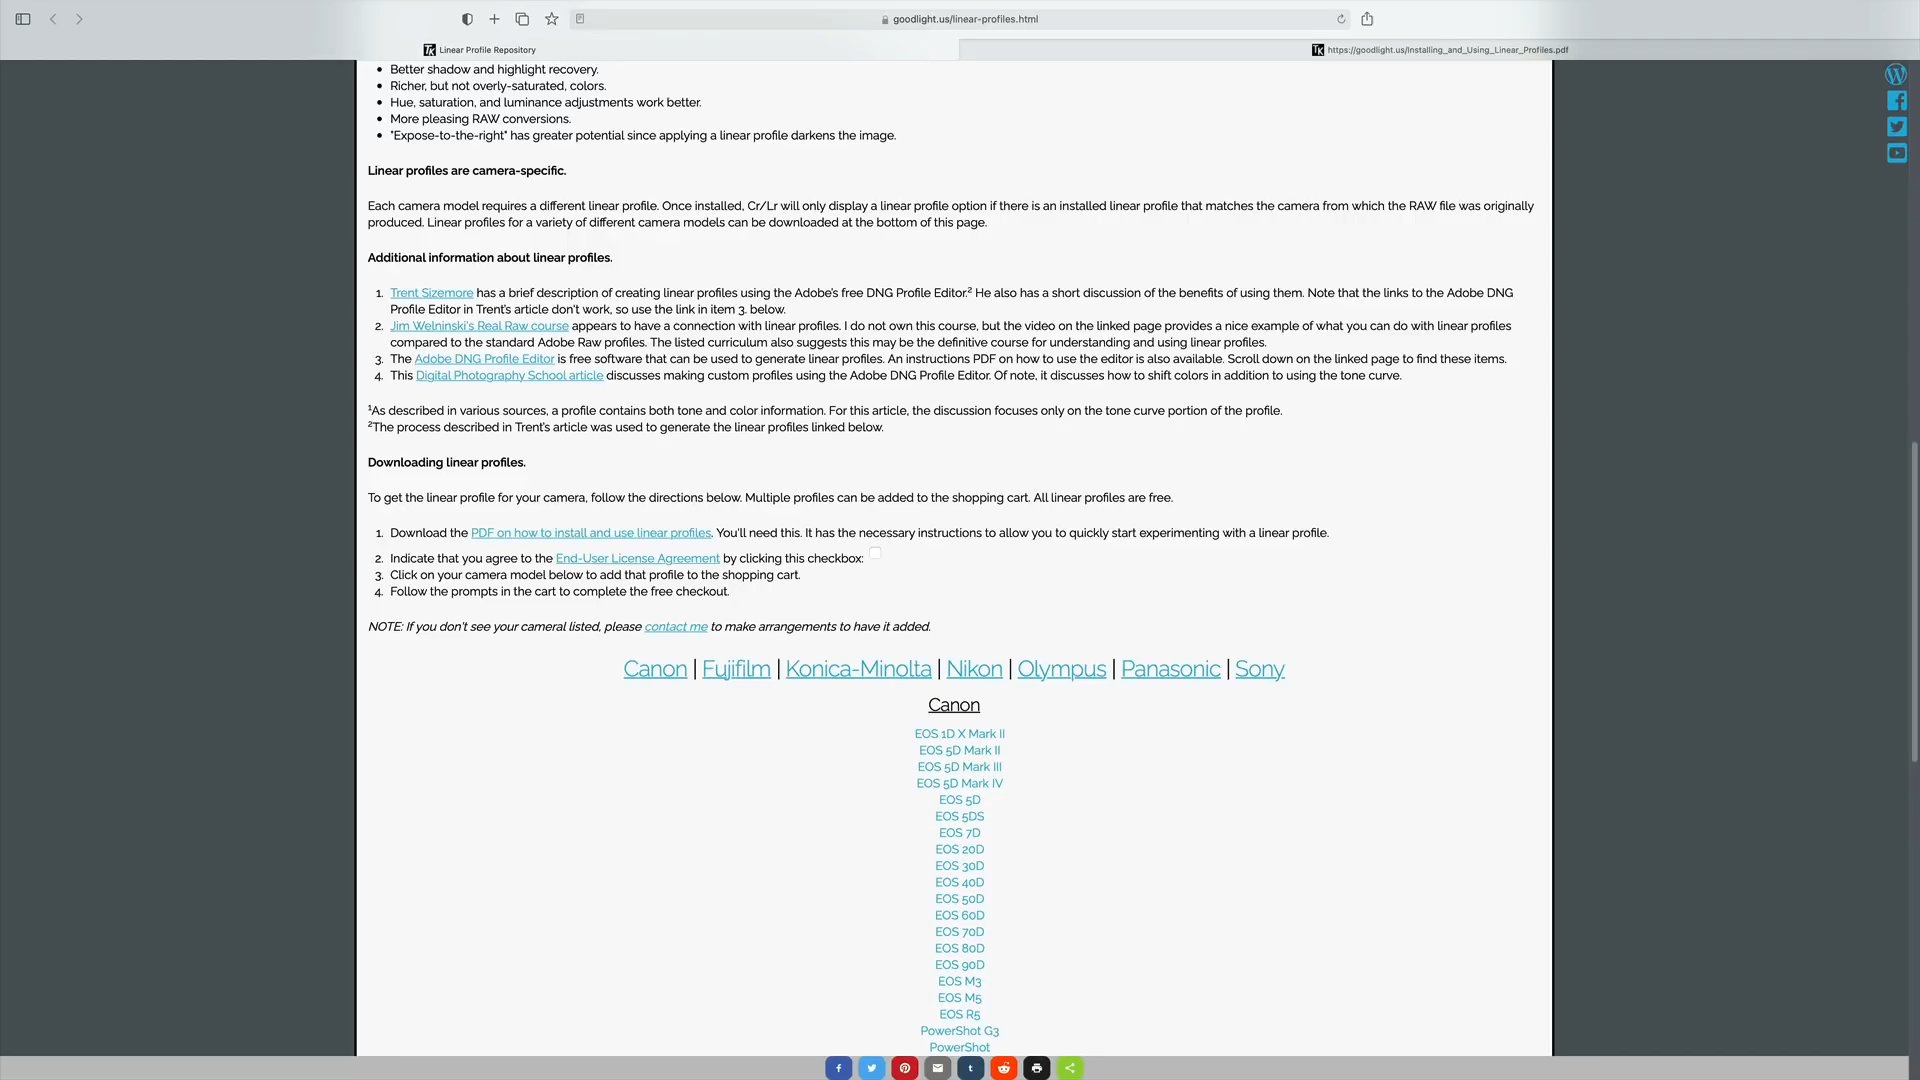 goodlight.us/linear-profiles.html
Linear Profile Repository
https://goodlight.us/Installing_and_Using_Linear_Profiles.pdf
• Better shadow and highlight recovery.
• Richer, but not overly-saturated, colors.
• Hue, saturation, and luminance adjustments work better.
• More pleasing RAW conversions.
• "Expose-to-the-right" has greater potential since applying a linear profile darkens the image.
Linear profiles are camera-specific.
Each camera model requires a different linear profile. Once installed, Cr/Lr will only display a linear profile option if there is an installed linear profile that matches the camera from which the RAW file was originally
produced. Linear profiles for a variety of different camera models can be downloaded at the bottom of this page.
Additional information about linear profiles.
1. Trent Sizemore has a brief description of creating linear profiles using the Adobe's free DNG Profile Editor.² He also has a short discussion of the benefits of using them. Note that the links to the Adobe DNG
Profile Editor in Trent's article don't work, so use the link in item 3. below.
2. Jim Welninski's Real Raw course appears to have a connection with linear profiles. I do not own this course, but the video on the linked page provides a nice example of what you can do with linear profiles
compared to the standard Adobe Raw profiles. The listed curriculum also suggests this may be the definitive course for understanding and using linear profiles.
3. The Adobe DNG Profile Editor is free software that can be used to generate linear profiles. An instructions PDF on how to use the editor is also available. Scroll down on the linked page to find these items.
4. This Digital Photography School article discusses making custom profiles using the Adobe DNG Profile Editor. Of note, it discusses how to shift colors in addition to using the tone curve.
¹As described in various sources, a profile contains both tone and color information. For this article, the discussion focuses only on the tone curve portion of the profile.
²The process described in Trent's article was used to generate the linear profiles linked below.
Downloading linear profiles.
To get the linear profile for your camera, follow the directions below. Multiple profiles can be added to the shopping cart. All linear profiles are free.
1. Download the PDF on how to install and use linear profiles. You'll need this. It has the necessary instructions to allow you to quickly start experimenting with a linear profile.
2. Indicate that you agree to the End-User License Agreement by clicking this checkbox:
3. Click on your camera model below to add that profile to the shopping cart.
4. Follow the prompts in the cart to complete the free checkout.
NOTE: If you don't see your cameral listed, please contact me to make arrangements to have it added.
Canon | Fujifilm | Konica-Minolta | Nikon | Olympus | Panasonic | Sony
Canon
EOS 1D X Mark II
EOS 5D Mark II
EOS 5D Mark III
EOS 5D Mark IV
EOS 5D
EOS 5DS
EOS 7D
EOS 20D
EOS 30D
EOS 40D
EOS 50D
EOS 60D
EOS 70D
EOS 80D
EOS 90D
EOS M3
EOS M5
EOS R5
PowerShot G3
PowerShot